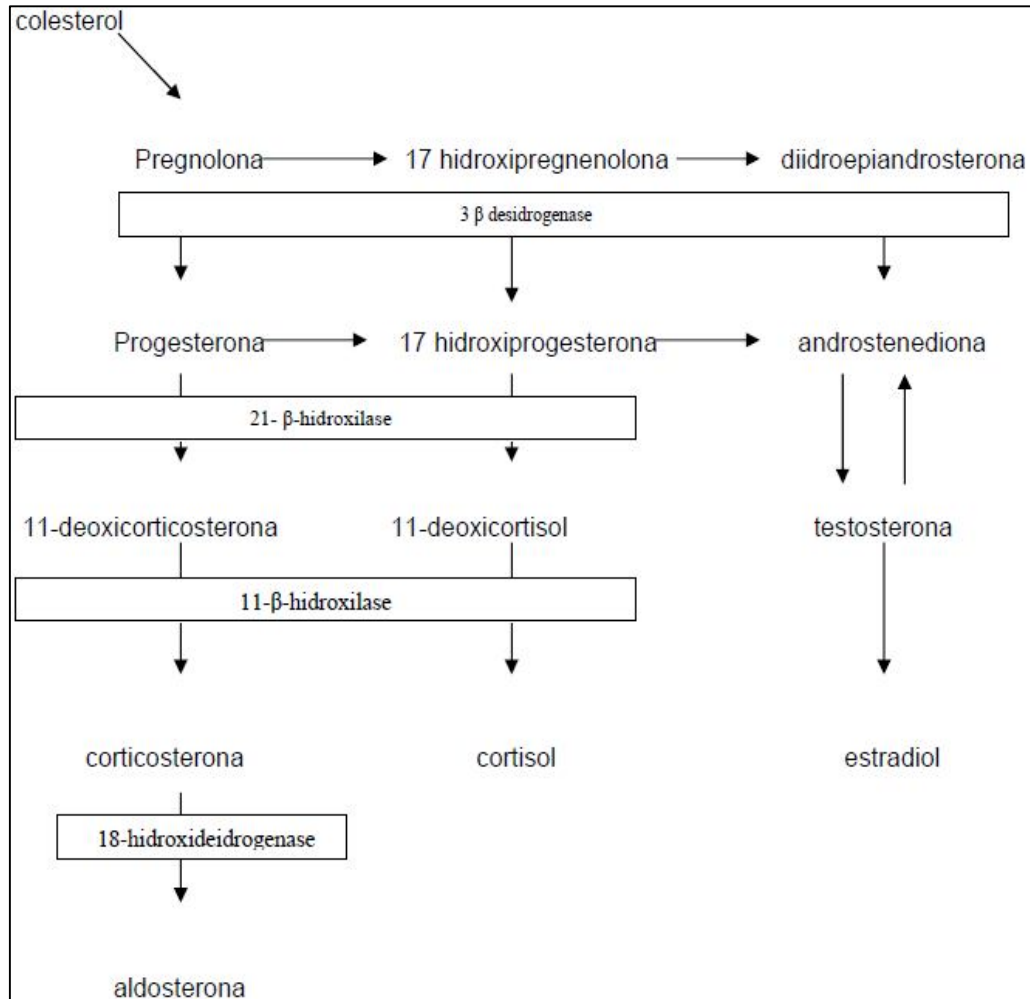 colesterol
Pregnolona 17 hidroxipregnenolona diidroepiandrosterona
3 β desidrogenase
Progesterona 17 hidroxiprogesterona androstenediona
21- β-hidroxilase
11-deoxicorticosterona 11-deoxicortisol testosterona
11-β-hidroxilase
corticosterona cortisol estradiol
18-hidroxideidrogenase
aldosterona